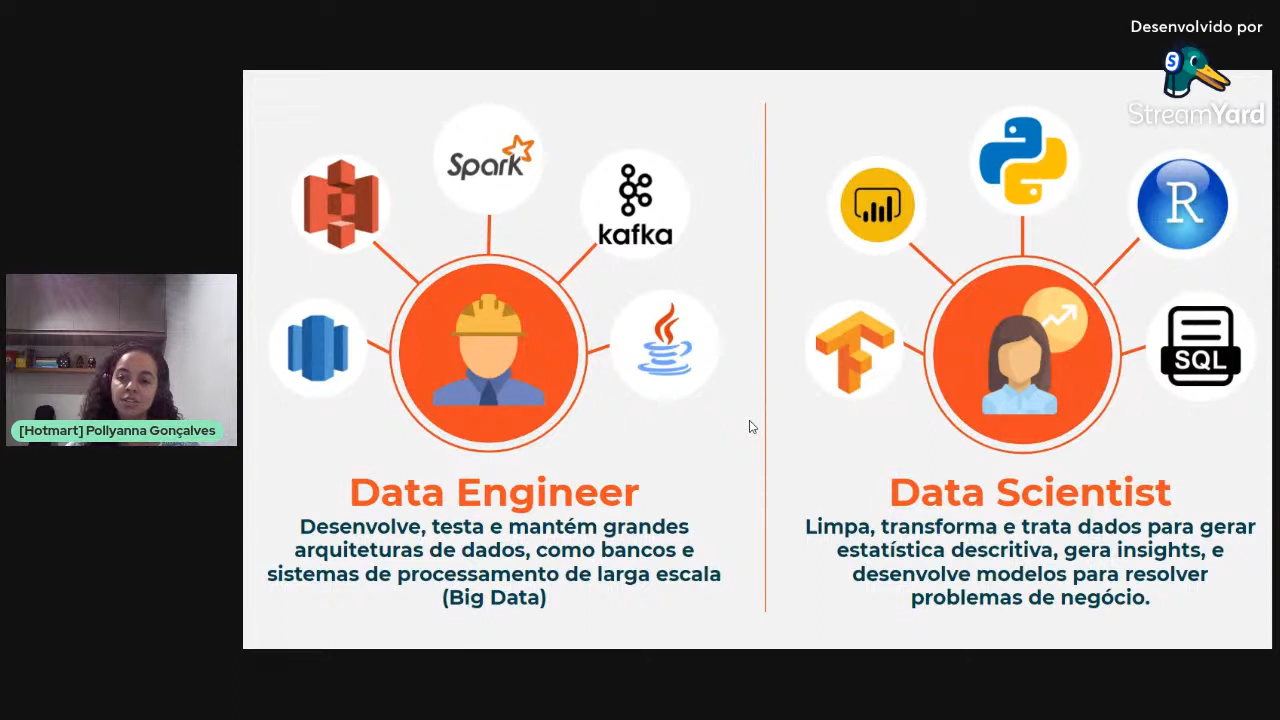 Desenvolvido por
S
StreamYard
Spark
kafka
R
SQL
[Hotmart] Pollyanna Gonçalves
Data Engineer
Desenvolve, testa e mantém grandes
arquiteturas de dados, como bancos e
sistemas de processamento de larga escala
(Big Data)
Data Scientist
Limpa, transforma e trata dados para gerar
estatística descritiva, gera insights, e
desenvolve modelos para resolver
problemas de negócio.